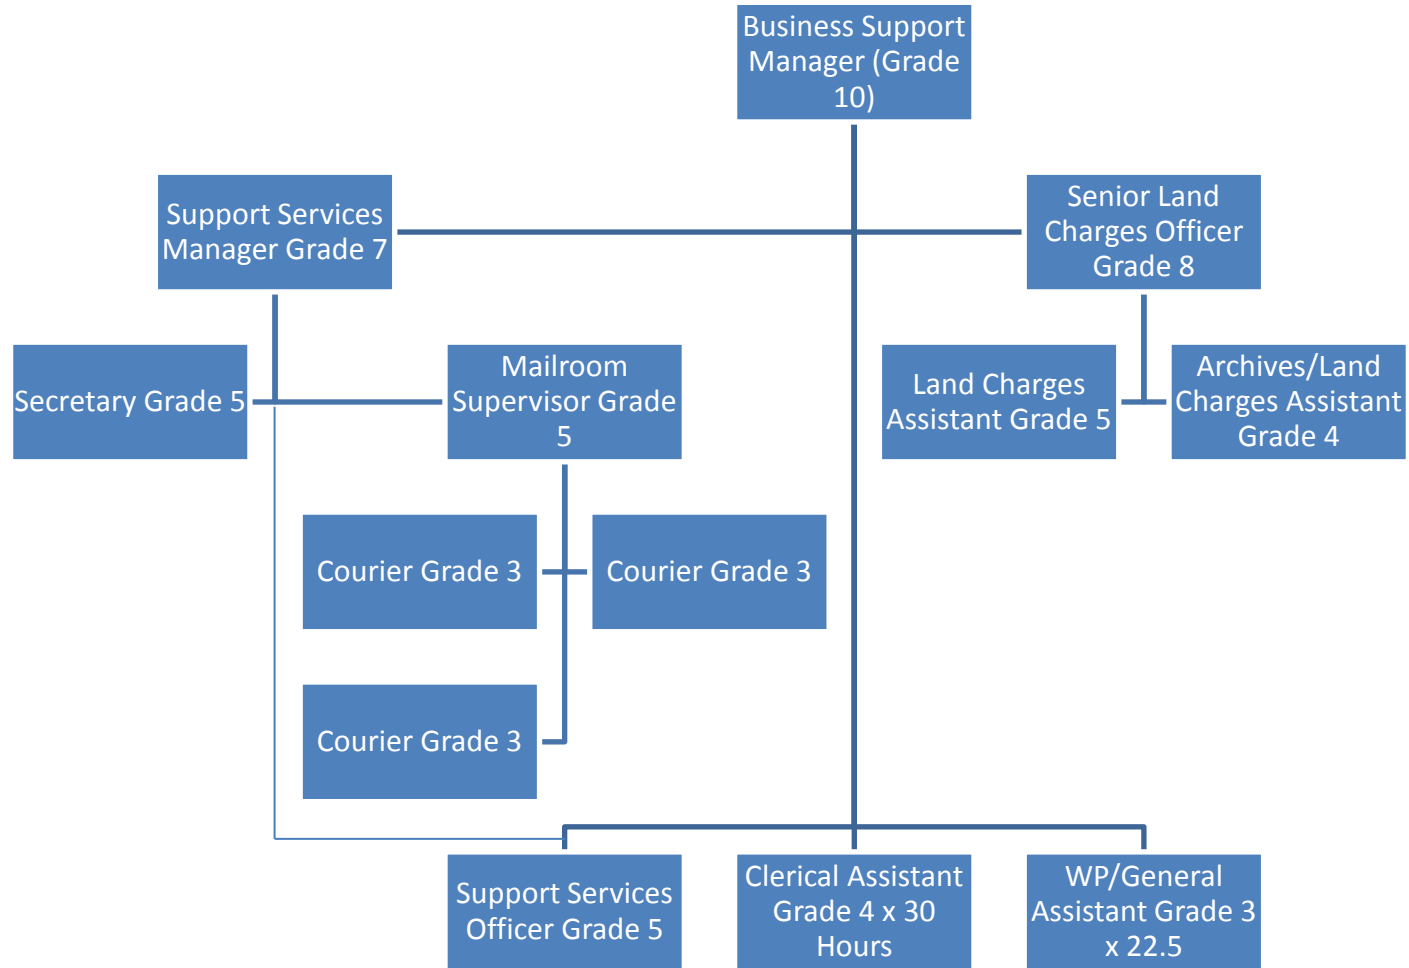 Business Support
Manager (Grade
10)
Support Services
Manager Grade 7
Senior Land
Charges Officer
Grade 8
Secretary Grade 5
Mailroom
Supervisor Grade
5
Land Charges
Assistant Grade 5
Archives/Land
Charges Assistant
Grade 4
Courier Grade 3
Courier Grade 3
Courier Grade 3
Support Services
Officer Grade 5
Clerical Assistant
Grade 4 x 30
Hours
WP/General
Assistant Grade 3
x 22.5